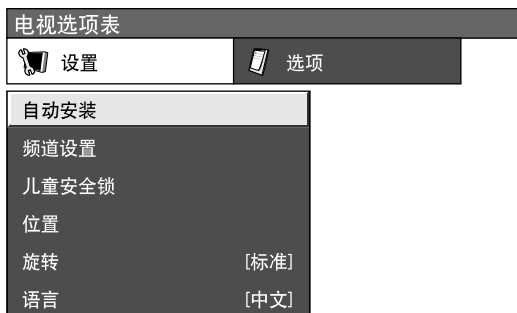 电视选项表
设置 选项
自动安装
频道设置
儿童安全锁
位置
旋转 [标准]
语言 [中文]